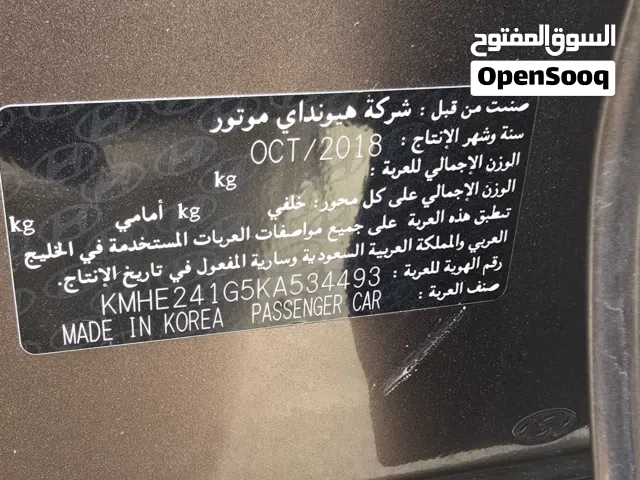 السوق المفتوح
OpenSooq
صنعت من قبل : شركة هيونداي موتور
سنة وشهر الإنتاج : OCT/2018
الوزن الإجمالي للعربة : kg
الوزن الإجمالي على كل محور: خلفي kg أمامي kg
تنطبق هذه العربة على جميع مواصفات العربات المستخدمة في الخليج
العربي والمملكة العربية السعودية وسارية المفعول في تاريخ الإنتاج.
رقم الهوية للعربة : KMHE241G5KA534493
صنف العربة : PASSENGER CAR MADE IN KOREA